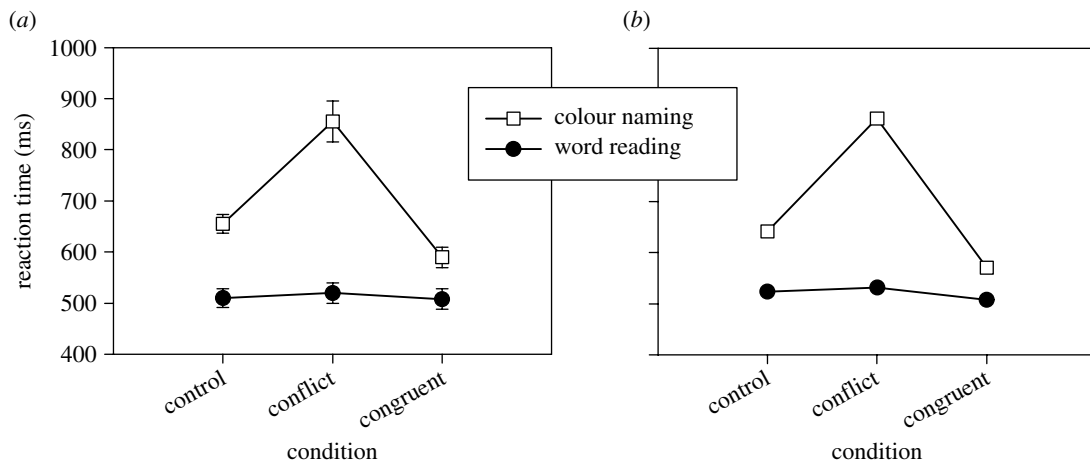 (a)
(b)
1000
900
800
700
600
500
400
reaction time (ms)
colour naming
word reading
control
conflict
congruent
condition
control
conflict
congruent
condition